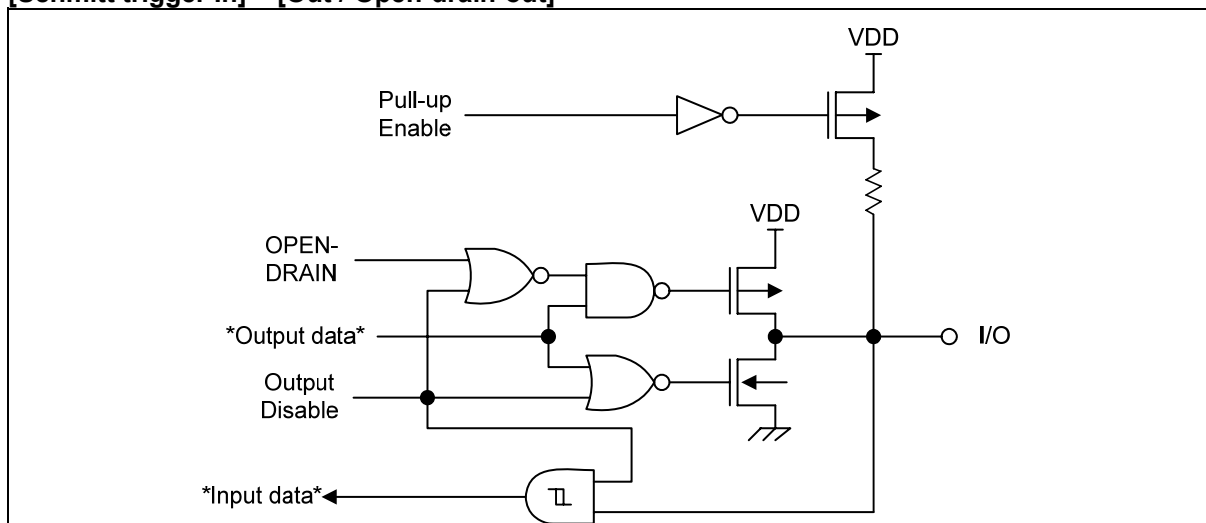 VDD
Pull-up
Enable
VDD
OPEN-
DRAIN
*Output data*
I/O
Output
Disable
*Input data*